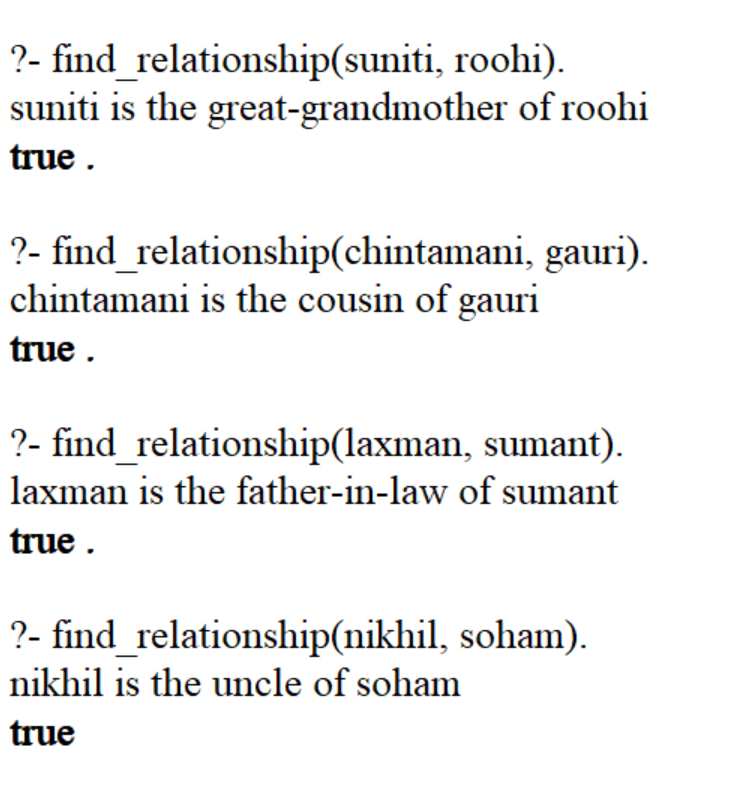 ?- find_relationship(suniti, roohi).
suniti is the great-grandmother of roohi
true .
?- find_relationship(chintamani, gauri).
chintamani is the cousin of gauri
true .
?- find_relationship(laxman, sumant).
laxman is the father-in-law of sumant
true .
?- find_relationship(nikhil, soham).
nikhil is the uncle of soham
true